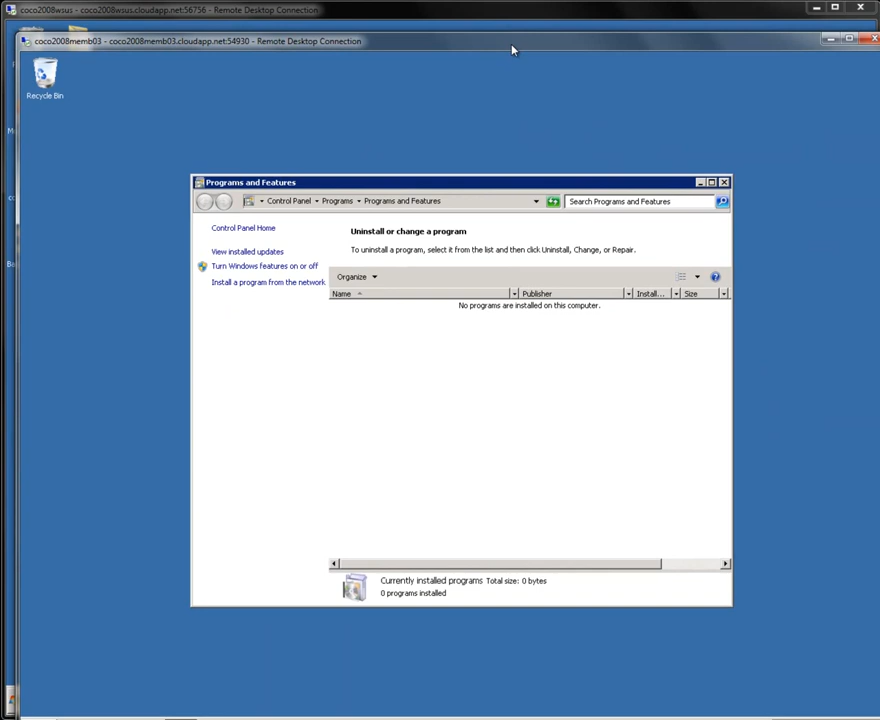 coco2008wsus - coco2008wsus.cloudapp.net:56756 - Remote Desktop Connection
coco2008memb03 - coco2008memb03.cloudapp.net:54930 - Remote Desktop Connection
Recycle Bin
Programs and Features
Control Panel Programs Programs and Features
Search Programs and Features
Control Panel Home
View installed updates
Turn Windows features on or off
Install a program from the network
Uninstall or change a program
To uninstall a program, select it from the list and then click Uninstall, Change, or Repair.
Organize
Name Publisher Install... Size
No programs are installed on this computer.
Currently installed programs Total size: 0 bytes
0 programs installed